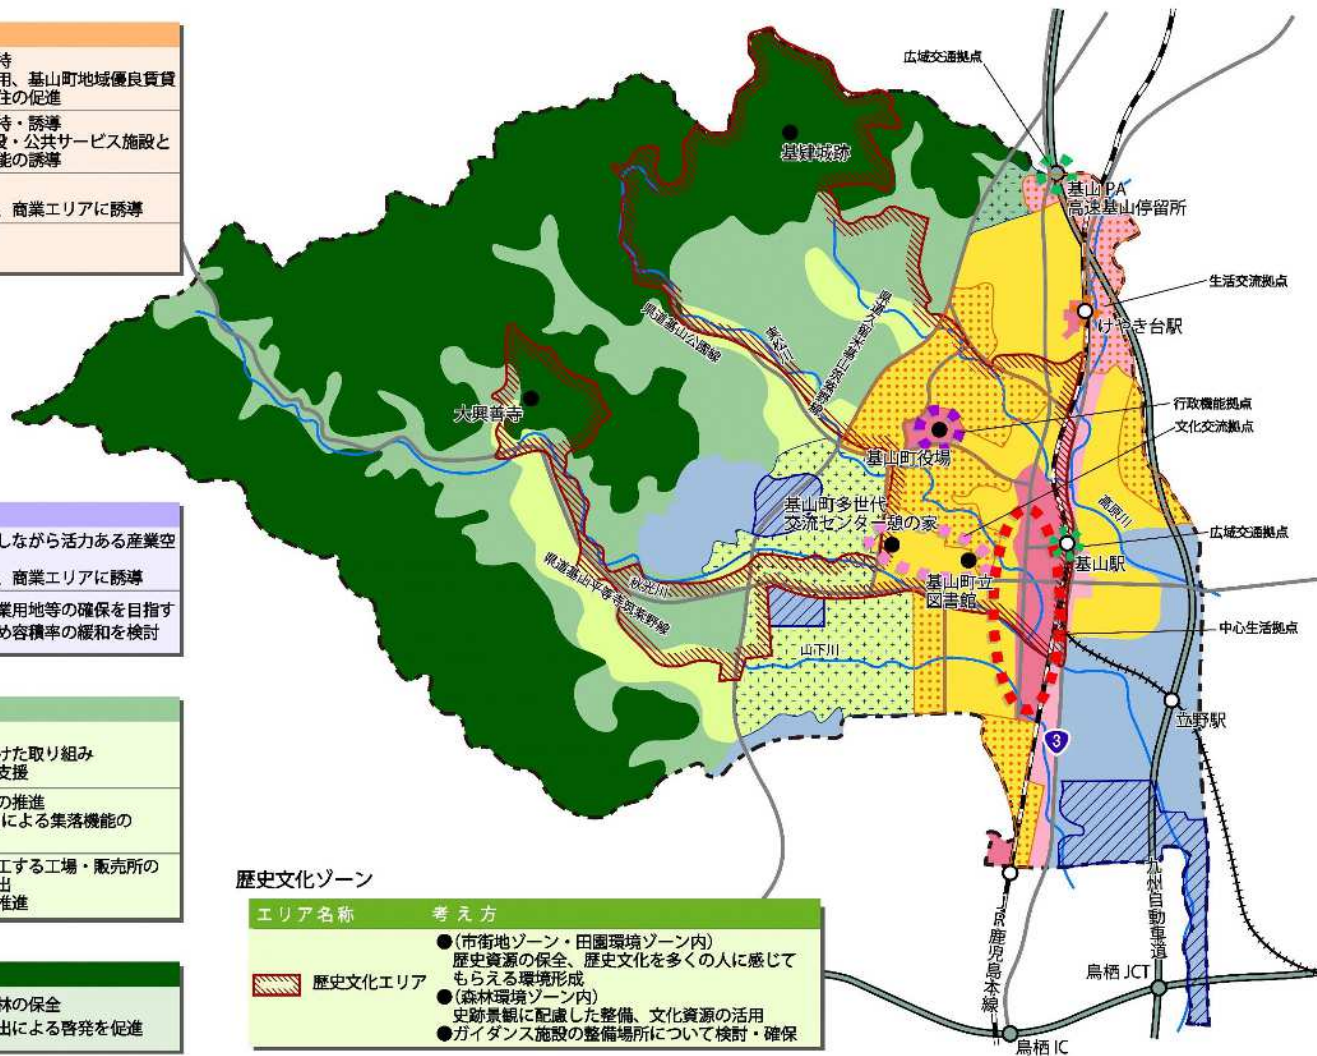 特
用、基山町地域優良賃貸
住の促進
持・誘導
設・公共サービス施設と
能の誘導
、商業エリアに誘導
しながら活力ある産業空
、商業エリアに誘導
業用地等の確保を目指す
め容積率の緩和を検討
けた取り組み
支援
の推進
による集落機能の
工する工場・販売所の
出
推進
林の保全
出による啓発を促進
広域交通拠点
基肄城跡
基山PA
高速基山停留所
生活交流拠点
けやき台駅
県道基山公園線
県道久留米基山筑紫野線
大興善寺
行政機能拠点
文化交流拠点
基山町役場
基山町多世代
交流センター憩の家
高原川
広域交通拠点
基山駅
基山町立
図書館
県道基山平等寺筑紫野線
秋光川
山下川
中心生活拠点
立野駅
3
九州自動車道
JR鹿児島本線
鳥栖JCT
鳥栖IC
歴史文化ゾーン
エリア名称 考え方
歴史文化エリア
●(市街地ゾーン・田園環境ゾーン内)
歴史資源の保全、歴史文化を多くの人に感じて
もらえる環境形成
●(森林環境ゾーン内)
史跡景観に配慮した整備、文化資源の活用
●ガイダンス施設の整備場所について検討・確保